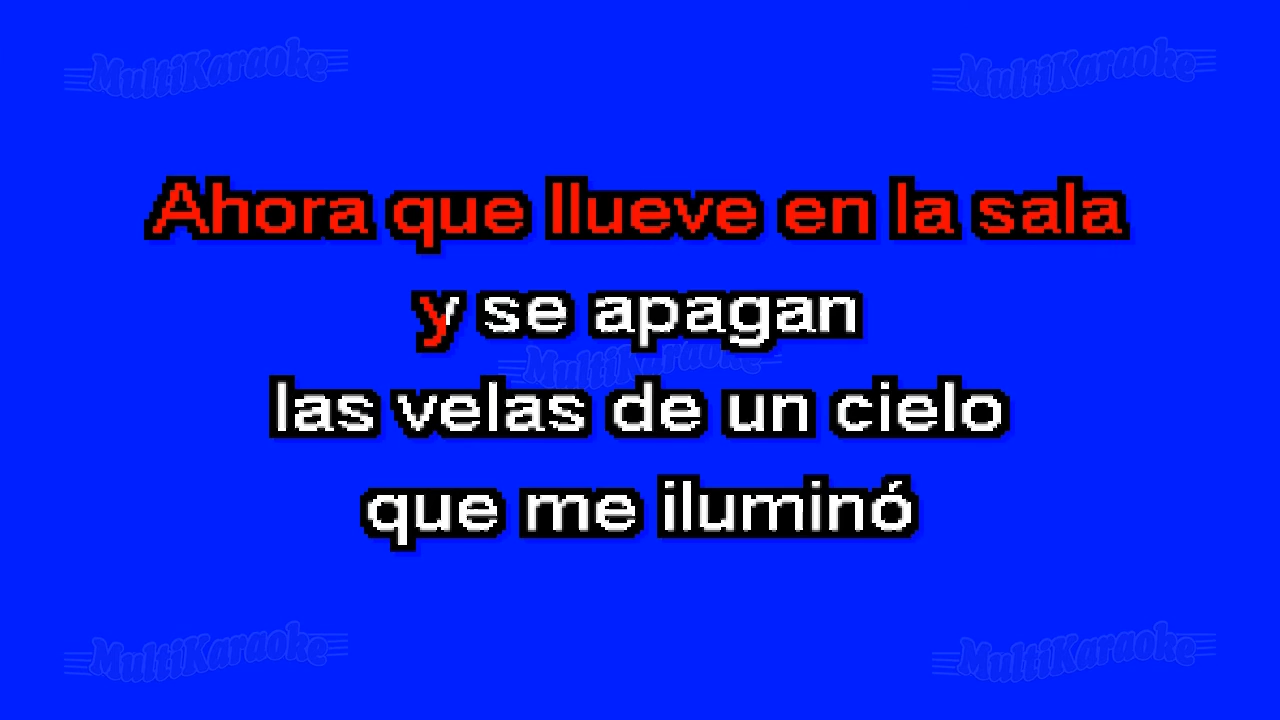 MultiKaraoke MultiKaraoke
Ahora que llueve en la sala
y se apagan
MultiKaraoke
las velas de un cielo
que me iluminó
MultiKaraoke MultiKaraoke